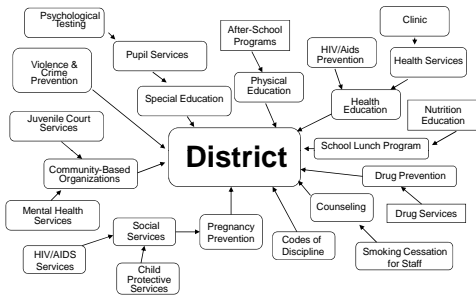 Psychological
Testing
After-School
Programs
Clinic
Violence &
Crime
Prevention
Pupil Services
HIV/Aids
Prevention
Health Services
Special Education
Physical
Education
Health
Education
Nutrition
Education
Juvenile Court
Services
District
School Lunch Program
Community-Based
Organizations
Drug Prevention
Mental Health
Services
Social
Services
Pregnancy
Prevention
Counseling
Drug Services
HIV/AIDS
Services
Child
Protective
Services
Codes of
Discipline
Smoking Cessation
for Staff